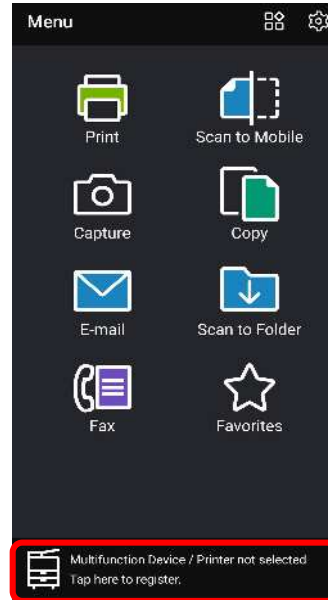 Menu
Print
Scan to Mobile
Capture
Copy
E-mail
Scan to Folder
Fax
Favorites
Multifunction Device / Printer not selected
Tap here to register.